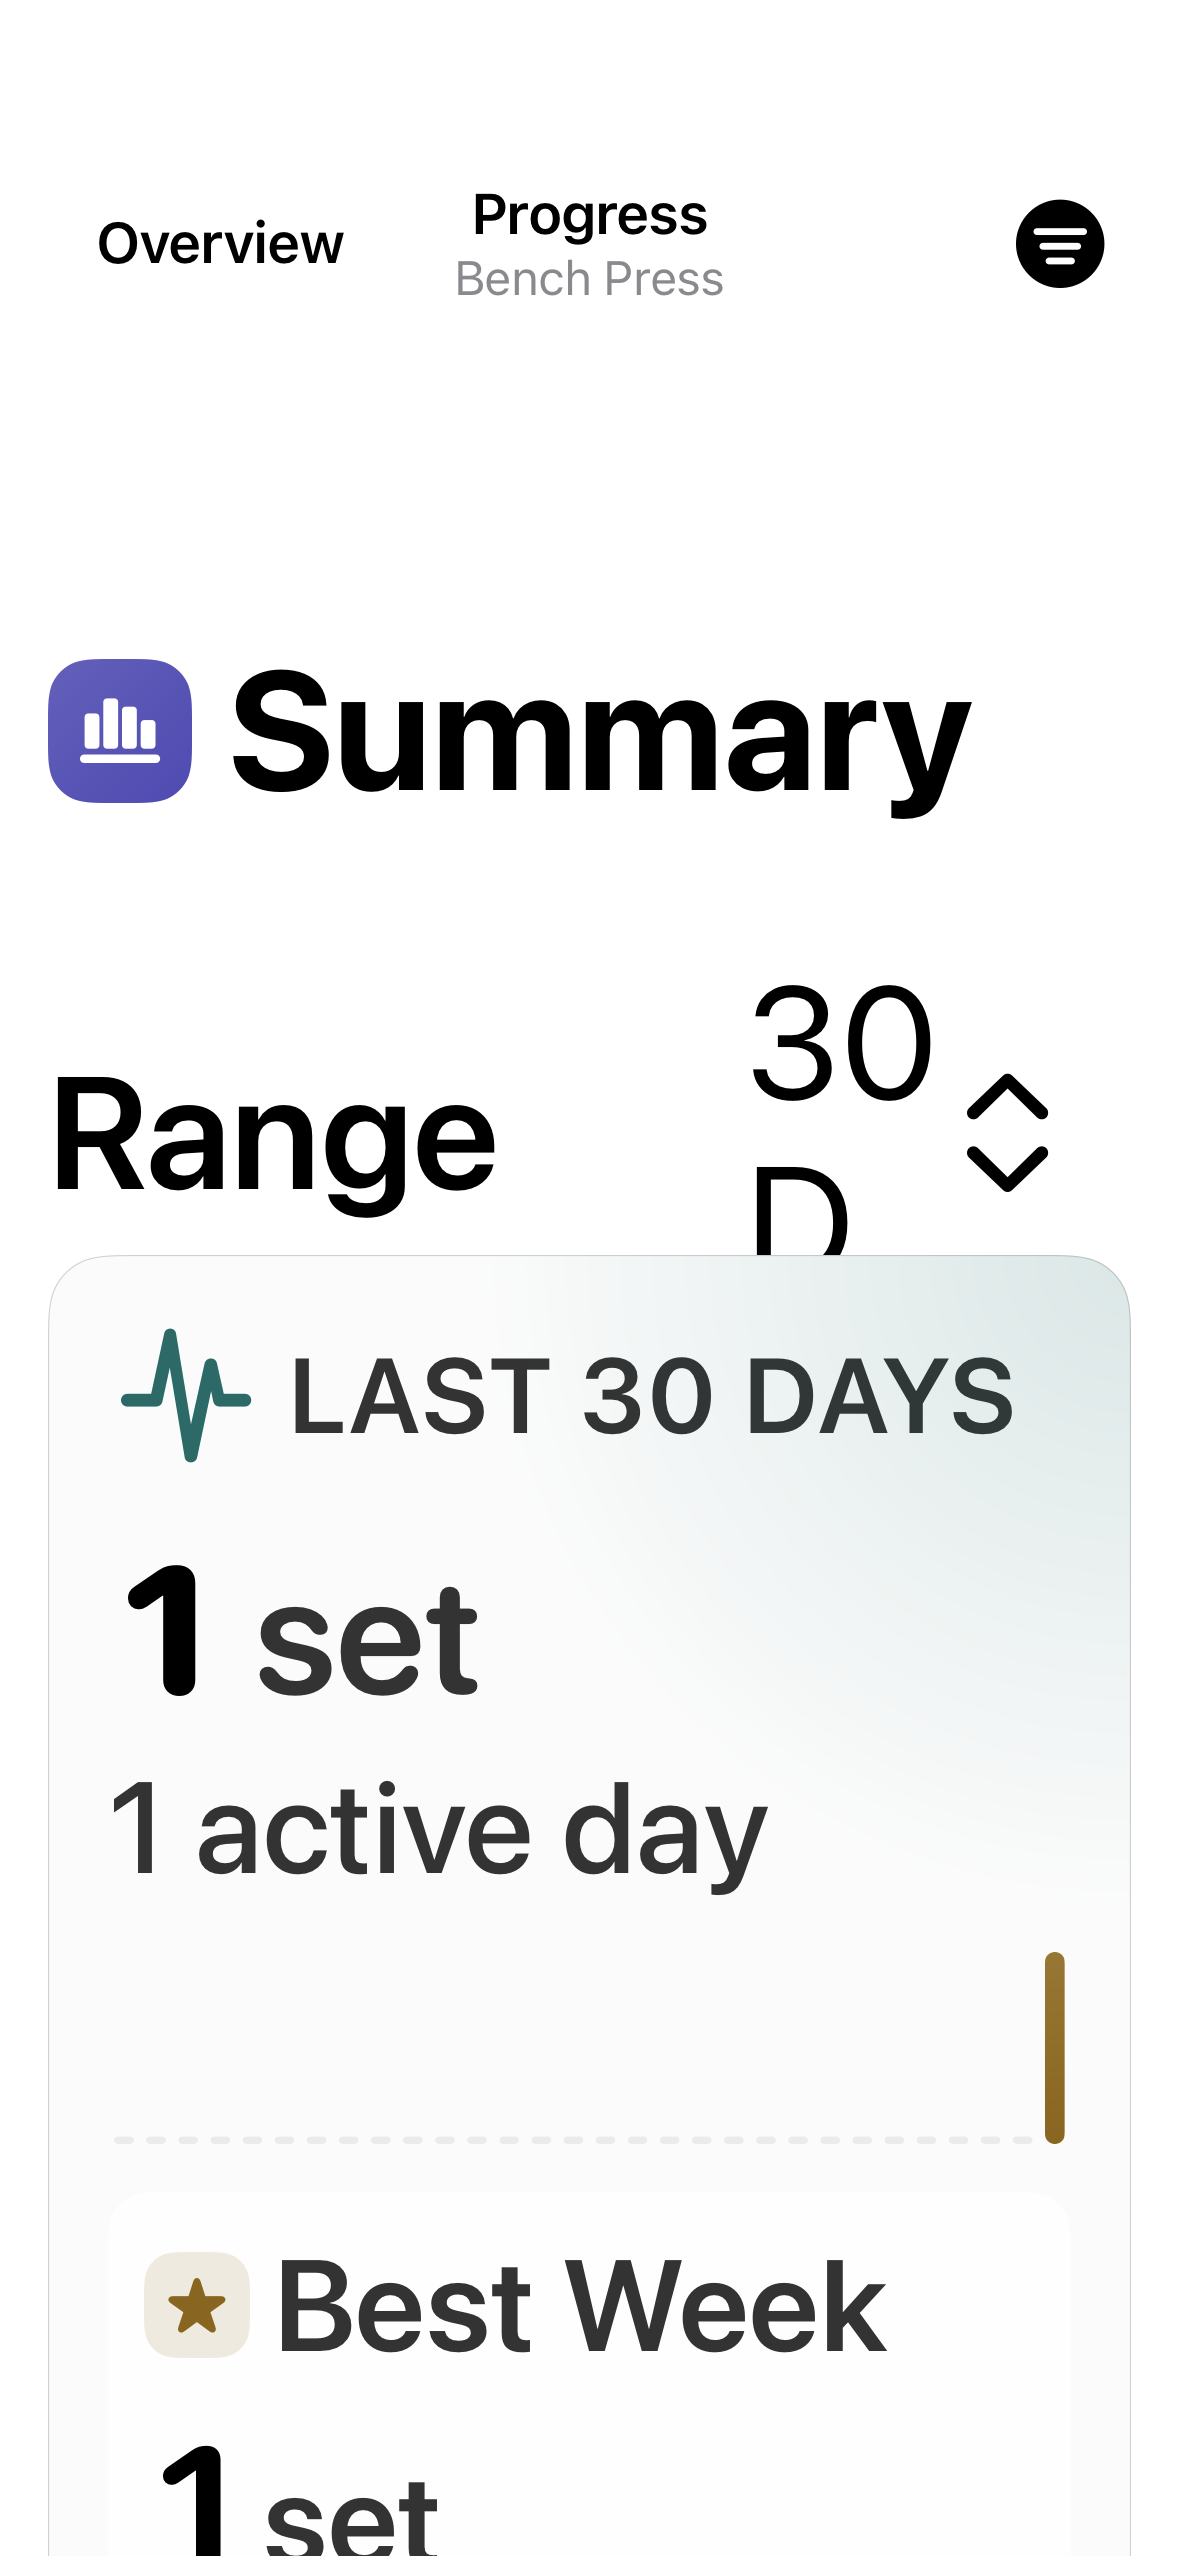 Overview
Progress
Bench Press
Summary
Range
30
D
LAST 30 DAYS
1 set
1 active day
Best Week
1 set